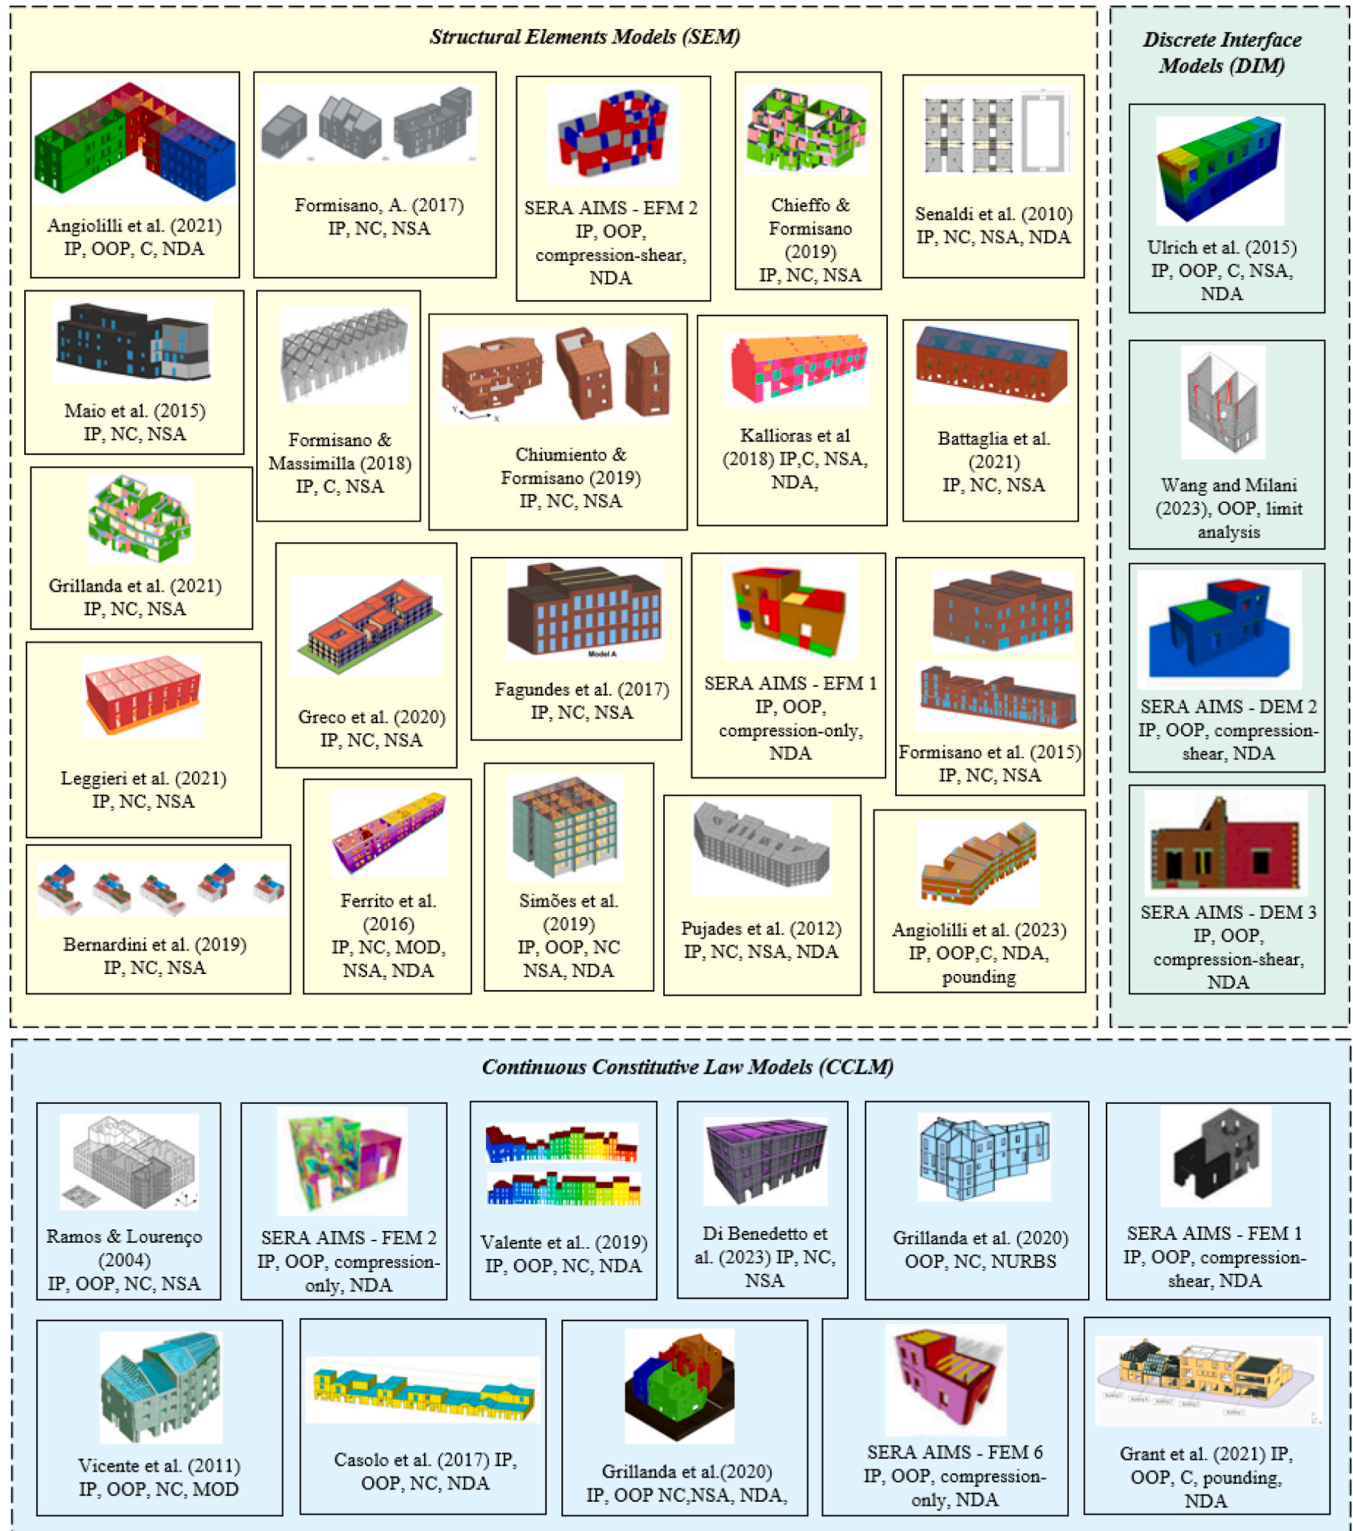 Structural Elements Models (SEM)
Angiolilli et al. (2021)
IP, OOP, C, NDA
Formisano, A. (2017)
IP, NC, NSA
SERA AIMS - EFM 2
IP, OOP,
compression-shear,
NDA
Chieffo &
Formisano
(2019)
IP, NC, NSA
Senaldi et al. (2010)
IP, NC, NSA, NDA
Maio et al. (2015)
IP, NC, NSA
Formisano &
Massimilla (2018)
IP, C, NSA
Y
X
Chiumiento &
Formisano (2019)
IP, NC, NSA
Kallioras et al
(2018) IP,C, NSA,
NDA,
Battaglia et al.
(2021)
IP, NC, NSA
Grillanda et al. (2021)
IP, NC, NSA
Greco et al. (2020)
IP, NC, NSA
Model A
Fagundes et al. (2017)
IP, NC, NSA
SERA AIMS - EFM 1
IP, OOP,
compression-only,
NDA
Formisano et al. (2015)
IP, NC, NSA
Leggieri et al. (2021)
IP, NC, NSA
Ferrito et al.
(2016)
IP, NC, MOD,
NSA, NDA
Simões et al.
(2019)
IP, OOP, NC
NSA, NDA
Pujades et al. (2012)
IP, NC, NSA, NDA
Angiolilli et al. (2023)
IP, OOP,C, NDA,
pounding
Bernardini et al. (2019)
IP, NC, NSA
Discrete Interface
Models (DIM)
Ulrich et al. (2015)
IP, OOP, C, NSA,
NDA
Wang and Milani
(2023), OOP, limit
analysis
SERA AIMS - DEM 2
IP, OOP, compression-
shear, NDA
SERA AIMS - DEM 3
IP, OOP,
compression-shear,
NDA
Continuous Constitutive Law Models (CCLM)
Ramos & Lourenço
(2004)
IP, OOP, NC, NSA
SERA AIMS - FEM 2
IP, OOP, compression-
only, NDA
Valente et al.. (2019)
IP, OOP, NC, NDA
Di Benedetto et
al. (2023) IP, NC,
NSA
Grillanda et al. (2020)
OOP, NC, NURBS
SERA AIMS - FEM 1
IP, OOP, compression-
shear, NDA
Vicente et al. (2011)
IP, OOP, NC, MOD
Casolo et al. (2017) IP,
OOP, NC, NDA
Grillanda et al.(2020)
IP, OOP NC,NSA, NDA,
SERA AIMS - FEM 6
IP, OOP, compression-
only, NDA
Grant et al. (2021) IP,
OOP, C, pounding,
NDA